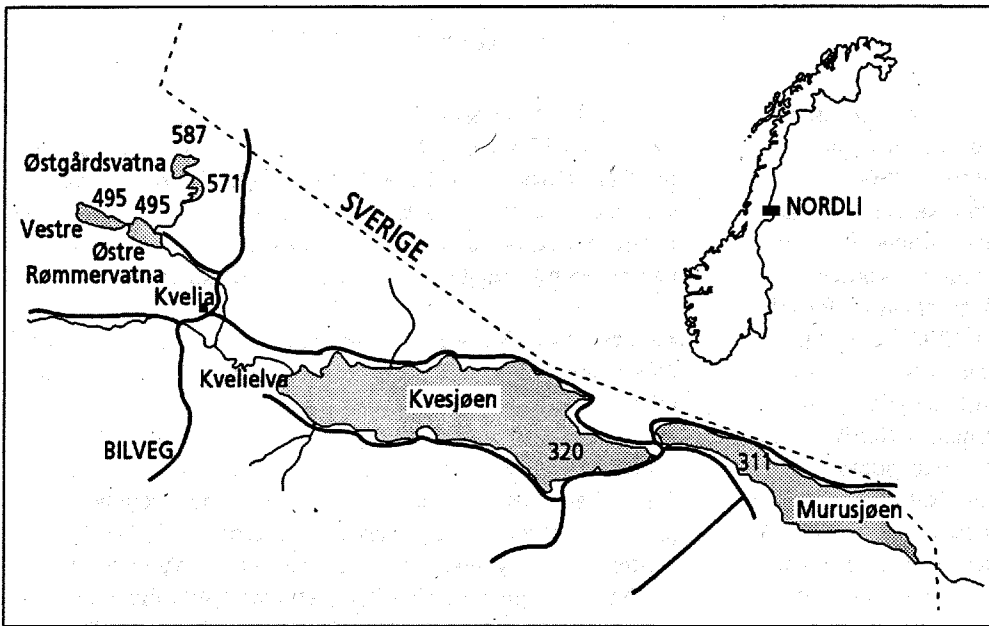 587
Østgårdsvatna
571
495 495
Vestre
Østre
Rømmervatna
Kvelia
SVERIGE
NORDLI
Kvelielva
Kvesjøen
BILVEG
320
311
Murusjøen